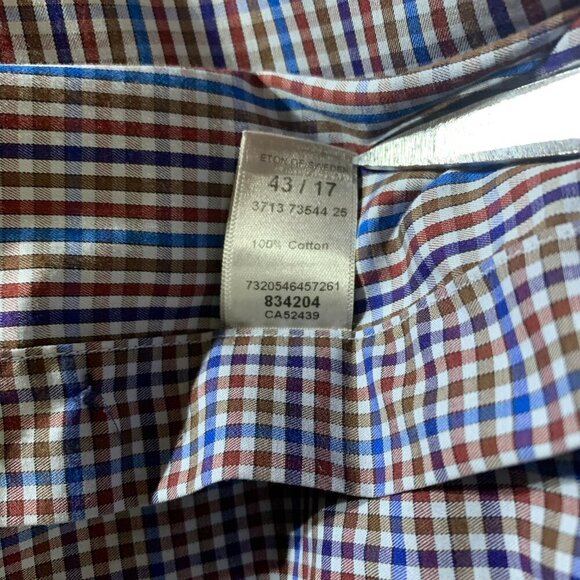 ETON OF SWEDEN
43 / 17
3713 73544 25
100% Cotton
7320546457261
834204
CA52439